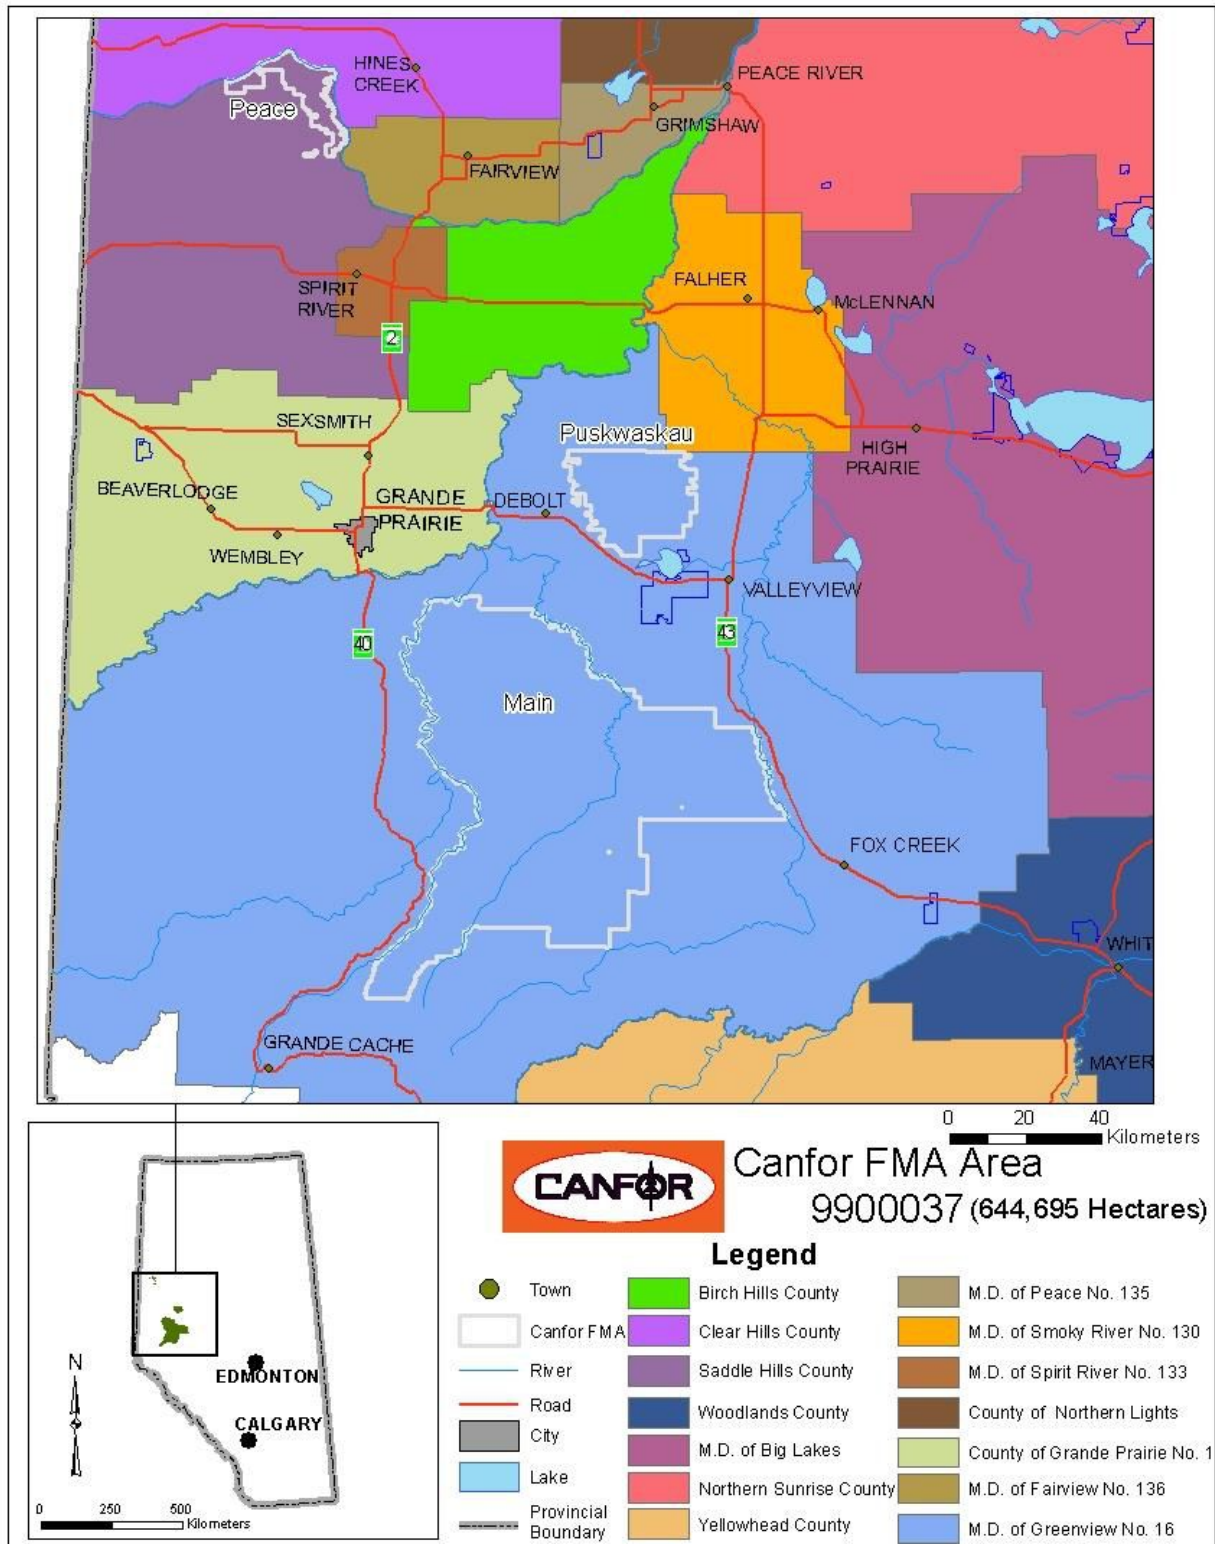 HINES
CREEK
PEACE RIVER
Peace
GRIMSHAW
FAIRVIEW
SPIRIT
RIVER
FALHER
McLENNAN
2
SEXSMITH
Puskwaskau
HIGH
PRAIRIE
BEAVERLODGE
GRANDE
PRAIRIE
DEBOLT
WEMBLEY
VALLEYVIEW
40
43
Main
FOX CREEK
WHIT
GRANDE CACHE
MAYER
0 20 40
Kilometers
CANFOR
Canfor FMA Area
9900037 (644,695 Hectares)
Legend
Town
Canfor FMA
River
Road
City
Lake
Provincial
Boundary
Birch Hills County
Clear Hills County
Saddle Hills County
Woodlands County
M.D. of Big Lakes
Northern Sunrise County
Yellowhead County
M.D. of Peace No. 135
M.D. of Smoky River No. 130
M.D. of Spirit River No. 133
County of Northern Lights
County of Grande Prairie No. 1
M.D. of Fairview No. 136
M.D. of Greenview No. 16
N
EDMONTON
CALGARY
0 250 500
Kilometers